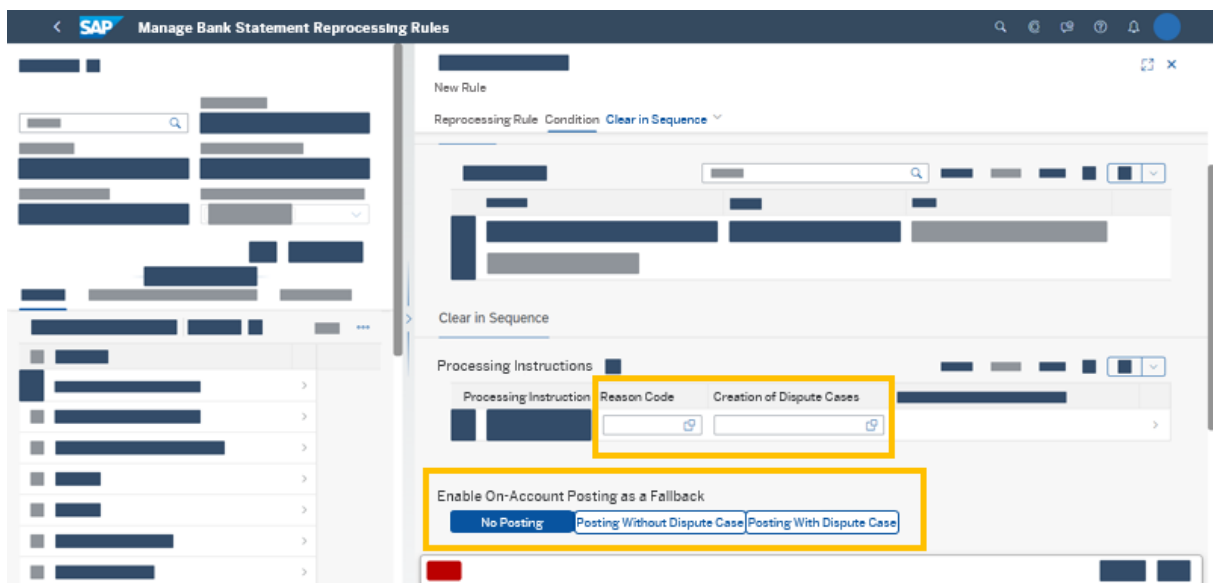 SAP Manage Bank Statement Reprocessing Rules
New Rule
Reprocessing Rule Condition Clear in Sequence
Clear in Sequence
Processing Instructions
Processing Instruction Reason Code Creation of Dispute Cases
Enable On-Account Posting as a Fallback
No Posting Posting Without Dispute Case Posting With Dispute Case